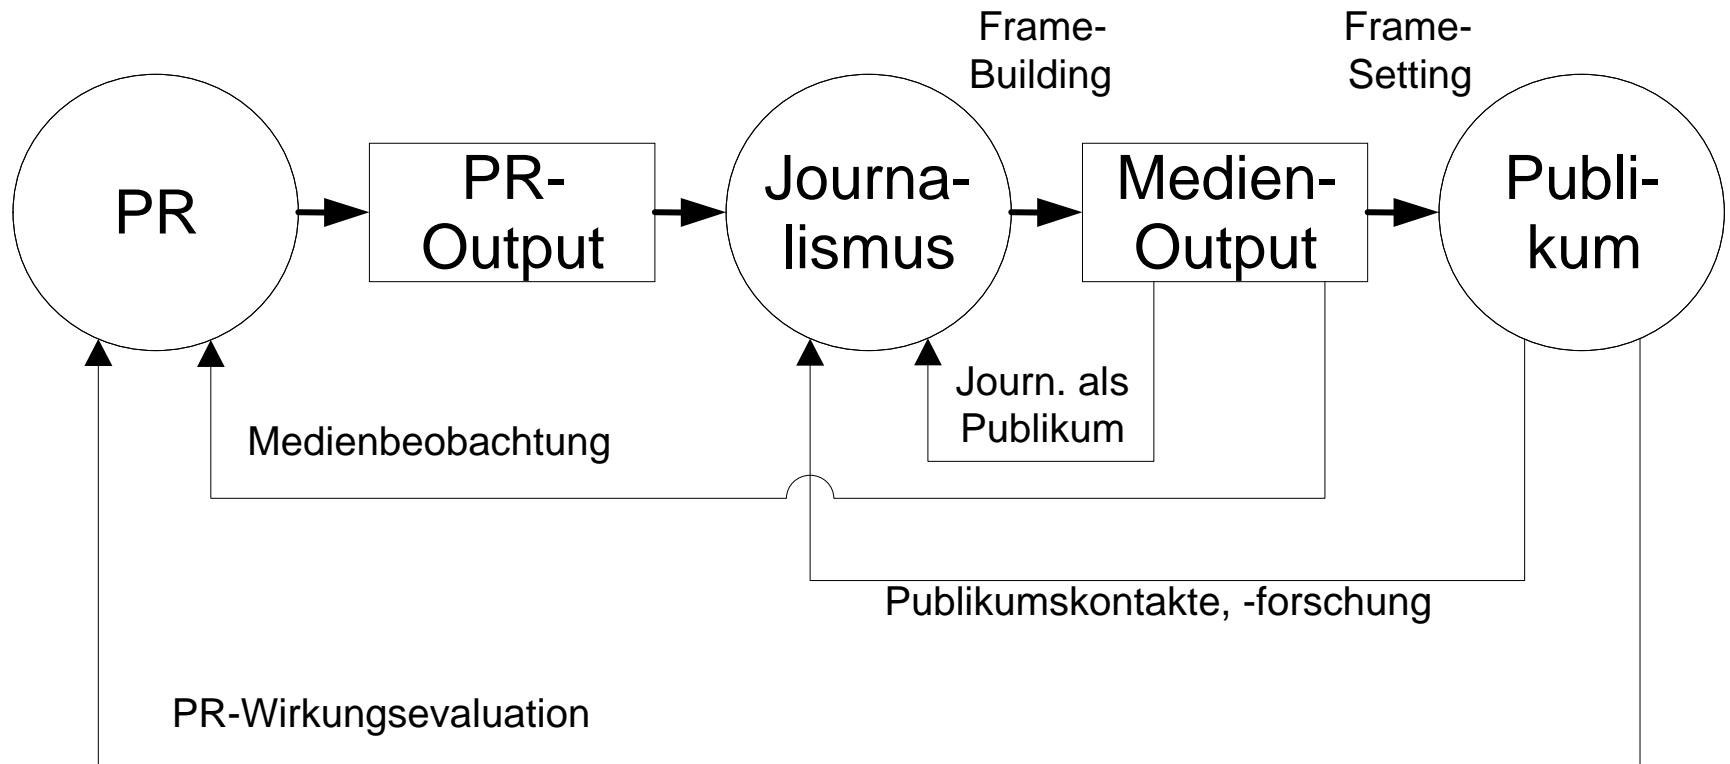 Frame-
Building
Frame-
Setting
PR
PR-
Output
Journa-
lismus
Medien-
Output
Publi-
kum
Journ. als
Publikum
Medienbeobachtung
Publikumskontakte, -forschung
PR-Wirkungsevaluation